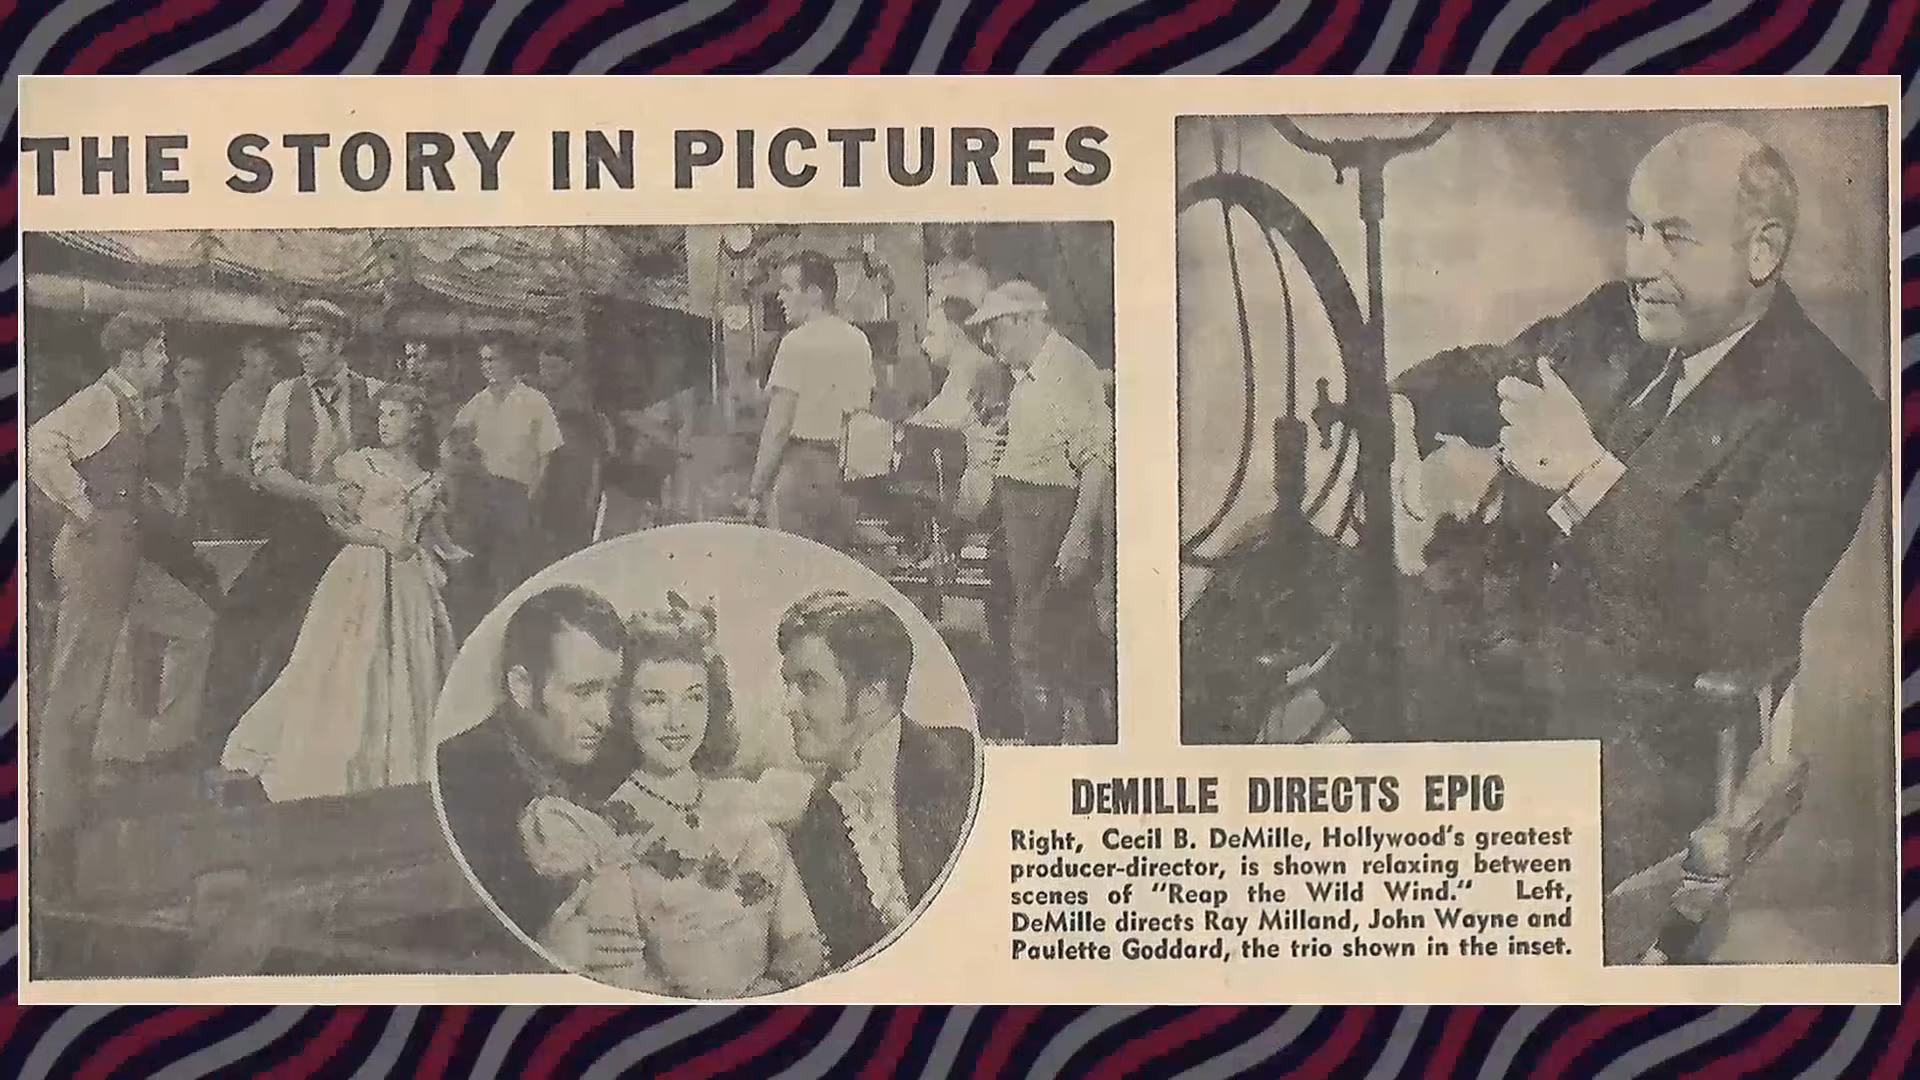 THE STORY IN PICTURES
DEMILLE DIRECTS EPIC
Right, Cecil B. DeMille, Hollywood's greatest
producer-director, is shown relaxing between
scenes of "Reap the Wild Wind." Left,
DeMille directs Ray Milland, John Wayne and
Paulette Goddard, the trio shown in the inset.